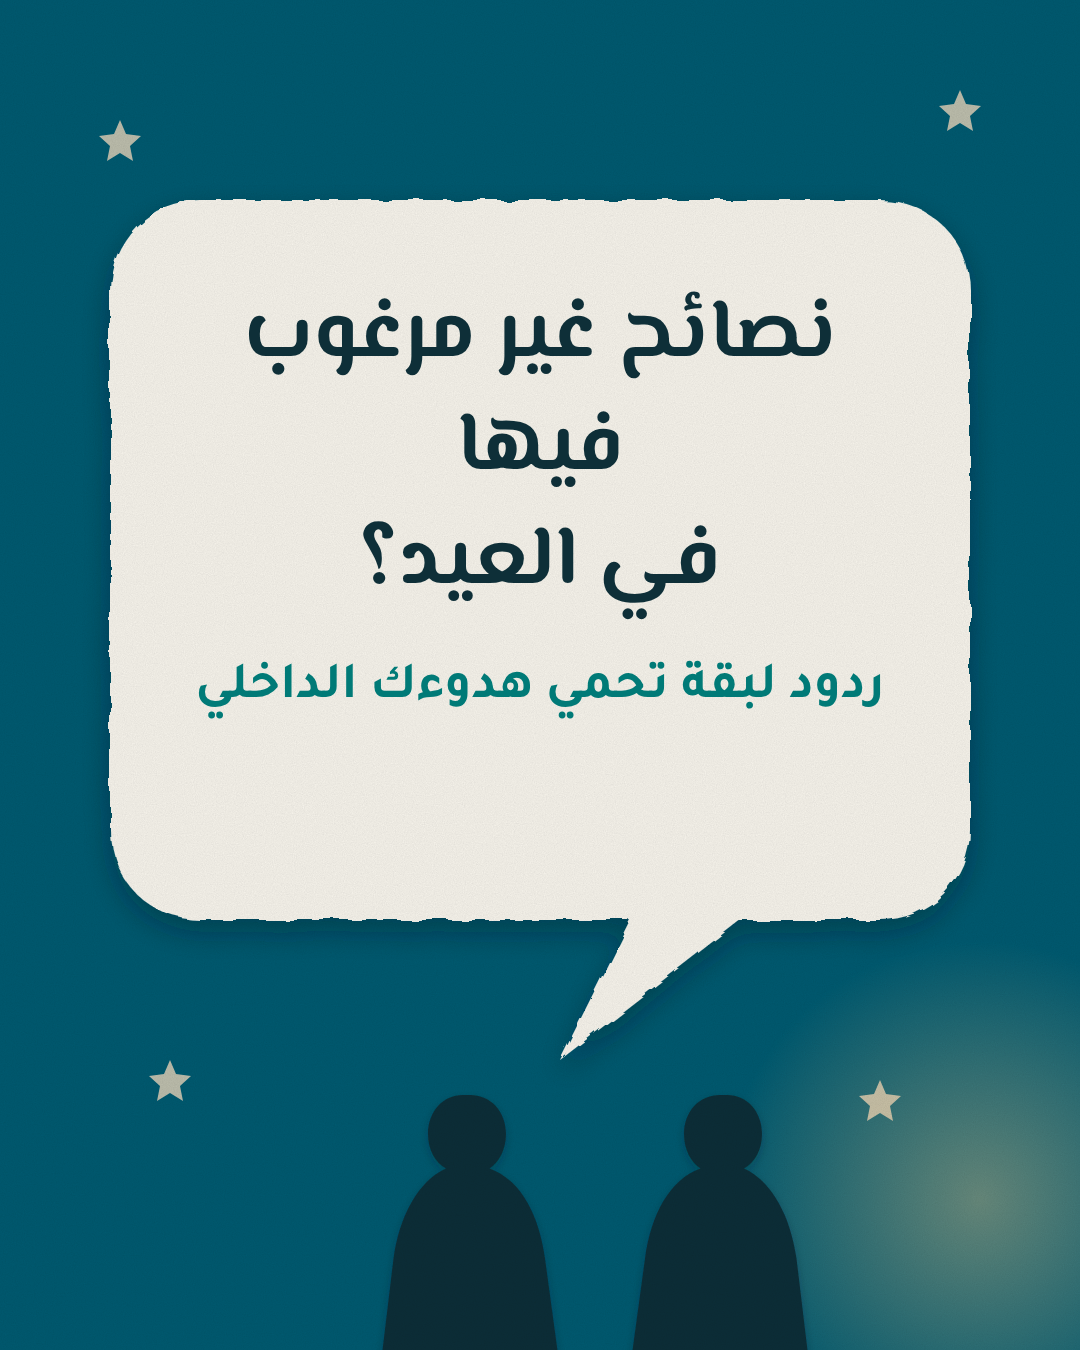 نصائح غير مرغوب
فيها
في العيد؟
ردود لبقة تحمي هدوءك الداخلي